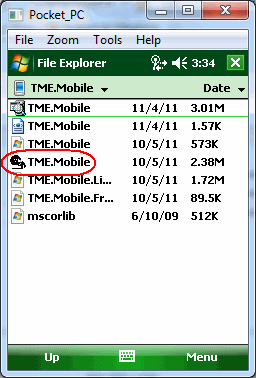 Pocket_PC
File Zoom Tools Help
File Explorer 3:34
TME.Mobile Date
TME.Mobile 11/4/11 3.01M
TME.Mobile 11/4/11 1.57K
TME.Mobile 10/5/11 573K
TME.Mobile 10/5/11 2.38M
TME.Mobile.Li... 10/5/11 1.72M
TME.Mobile.Fr... 10/5/11 89.5K
mscorlib 6/10/09 512K
Up Menu